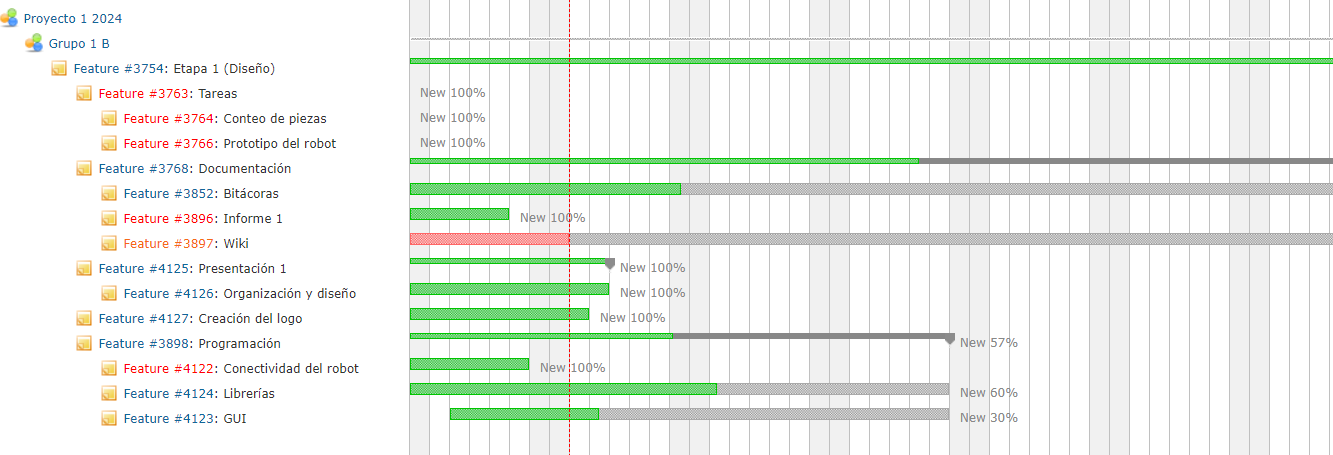 Proyecto 1 2024
Grupo 1 B
Feature #3754: Etapa 1 (Diseño)
Feature #3763: Tareas New 100%
Feature #3764: Conteo de piezas New 100%
Feature #3766: Prototipo del robot New 100%
Feature #3768: Documentación
Feature #3852: Bitácoras
Feature #3896: Informe 1 New 100%
Feature #3897: Wiki
Feature #4125: Presentación 1 New 100%
Feature #4126: Organización y diseño New 100%
Feature #4127: Creación del logo New 100%
Feature #3898: Programación New 57%
Feature #4122: Conectividad del robot New 100%
Feature #4124: Librerías New 60%
Feature #4123: GUI New 30%